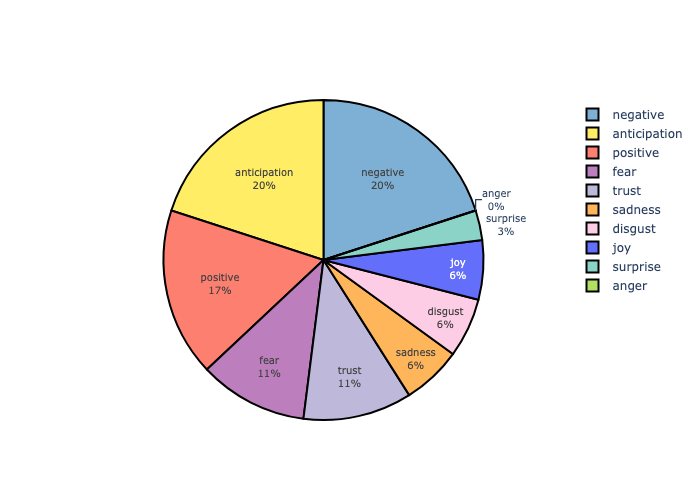 anticipation
20%
negative
20%
anger
0%
surprise
3%
joy
6%
disgust
6%
sadness
6%
trust
11%
fear
11%
positive
17%
negative
anticipation
positive
fear
trust
sadness
disgust
joy
surprise
anger